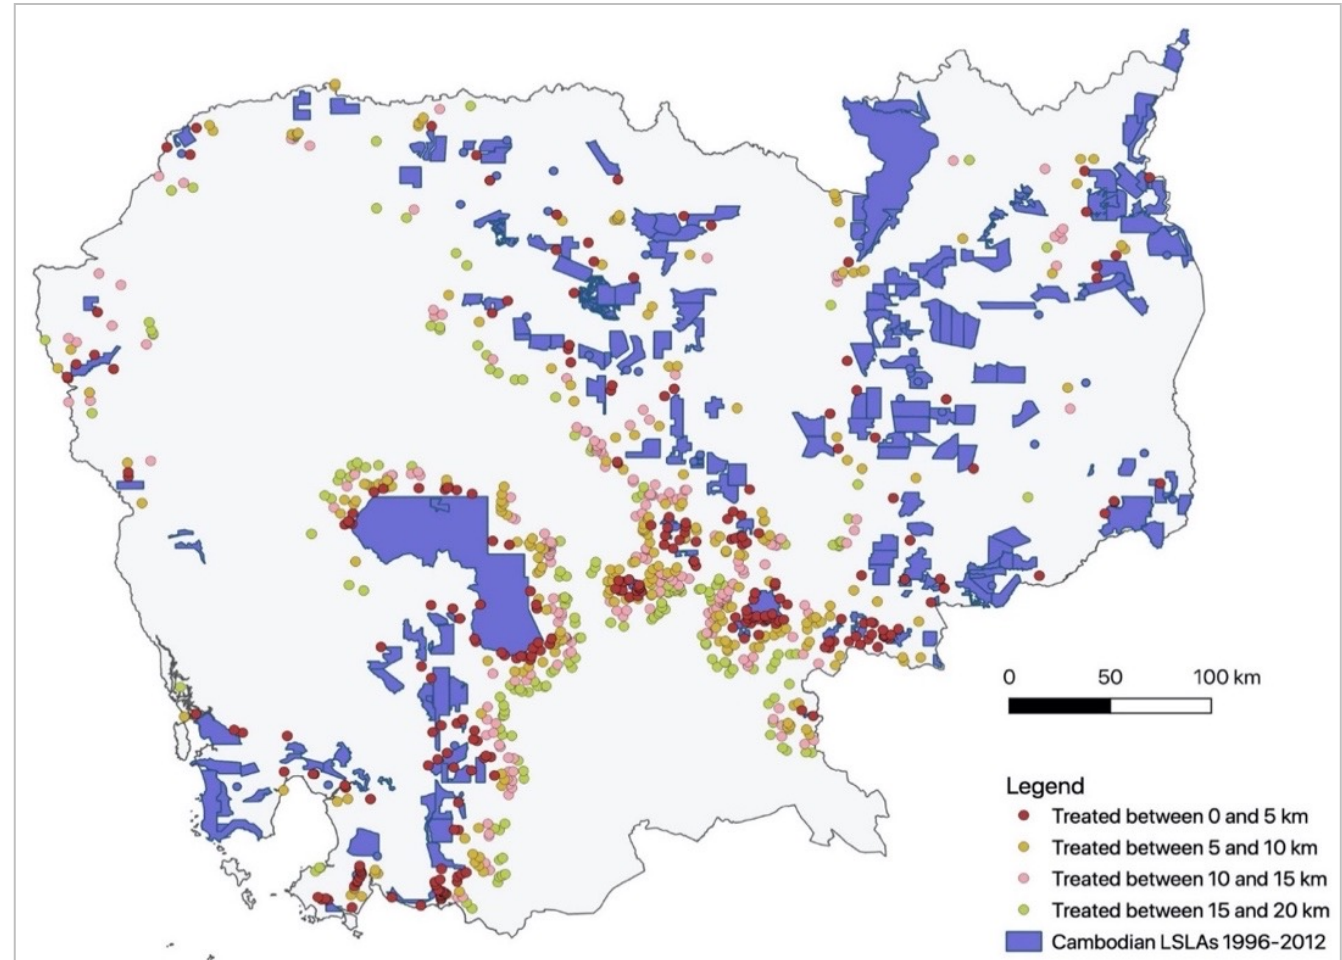 0 50 100 km
Legend
Treated between 0 and 5 km
Treated between 5 and 10 km
Treated between 10 and 15 km
Treated between 15 and 20 km
Cambodian LSLAs 1996-2012